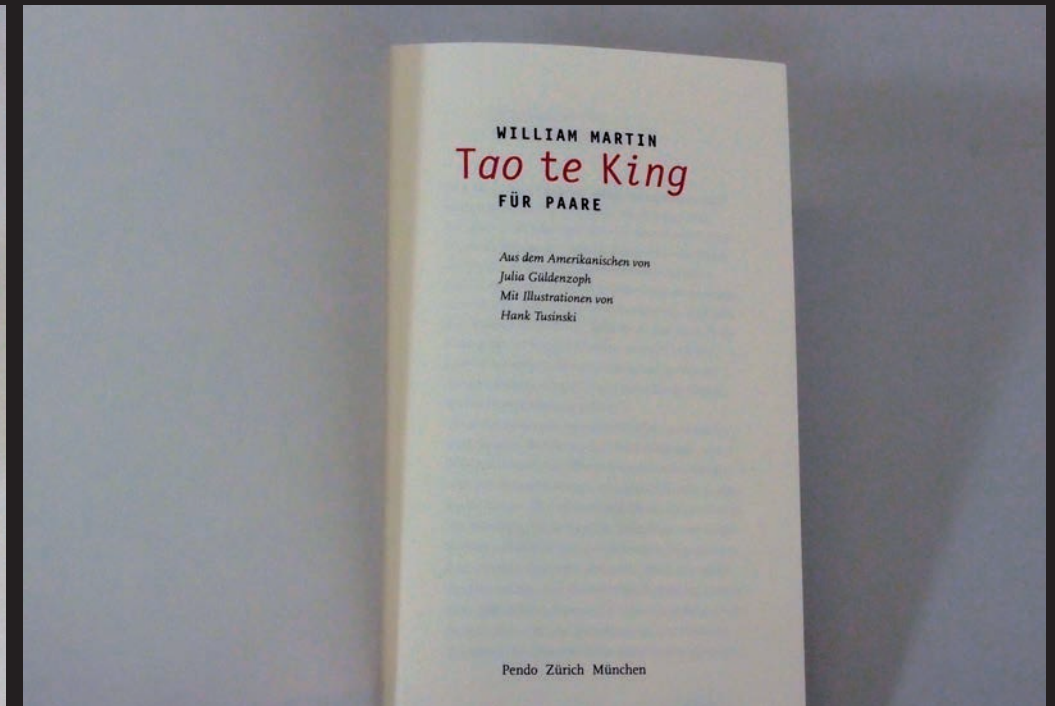 WILLIAM MARTIN
Tao te King
FÜR PAARE
Aus dem Amerikanischen von
Julia Güldenzoph
Mit Illustrationen von
Hank Tusinski
Pendo Zürich München